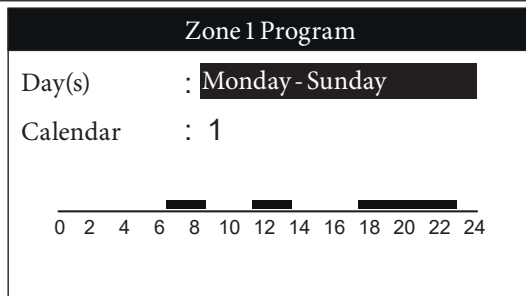 Zone 1 Program
Day(s) : Monday - Sunday
Calendar : 1
0 2 4 6 8 10 12 14 16 18 20 22 24